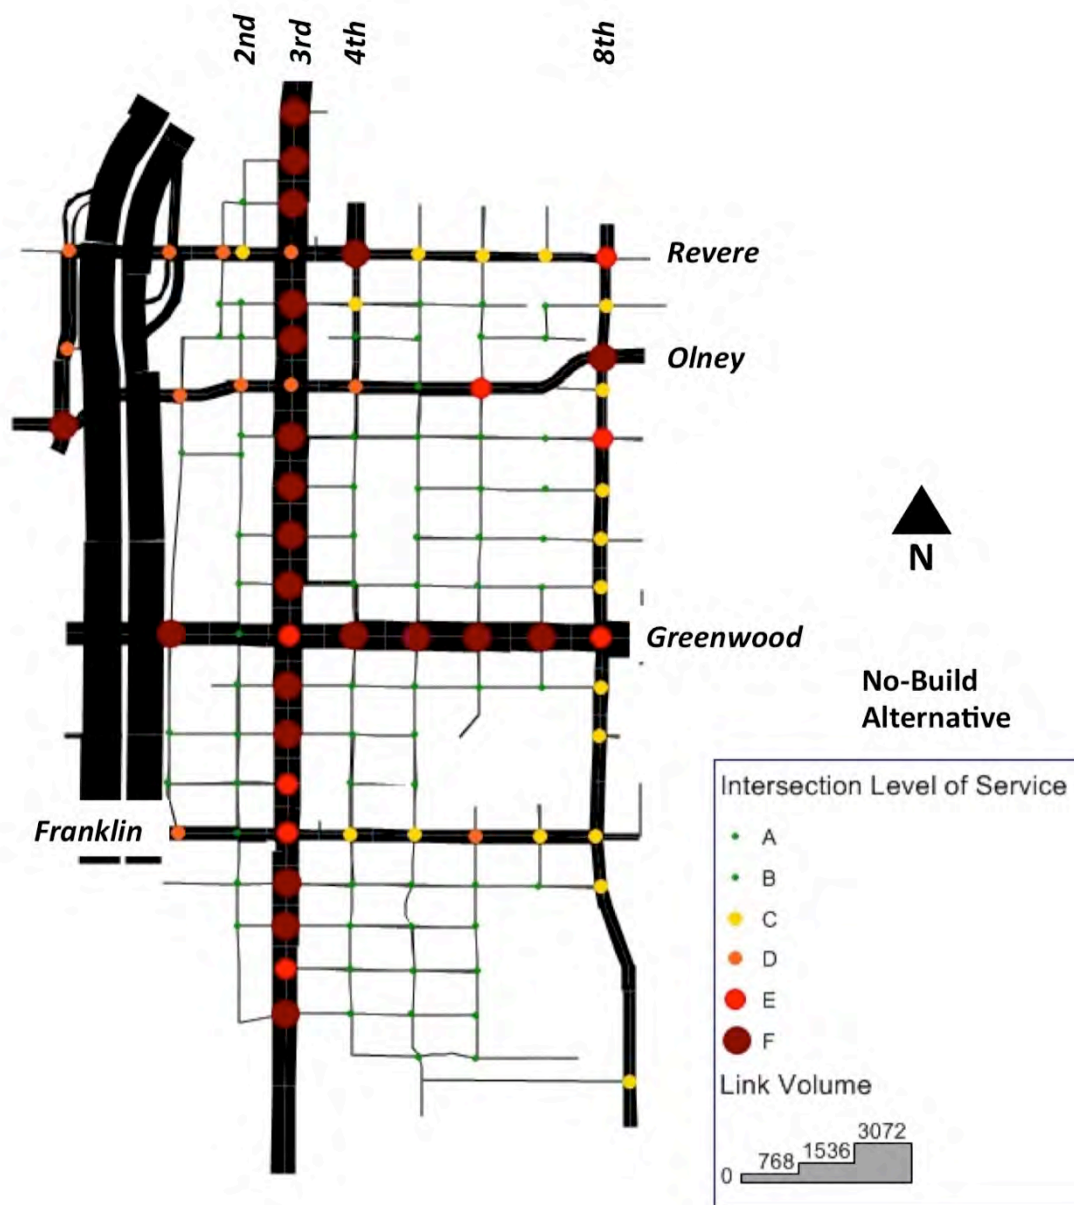 2nd
3rd
4th
8th
Revere
Olney
Greenwood
N
No-Build
Alternative
Franklin
Intersection Level of Service
A
B
C
D
E
F
Link Volume
0 768 1536 3072